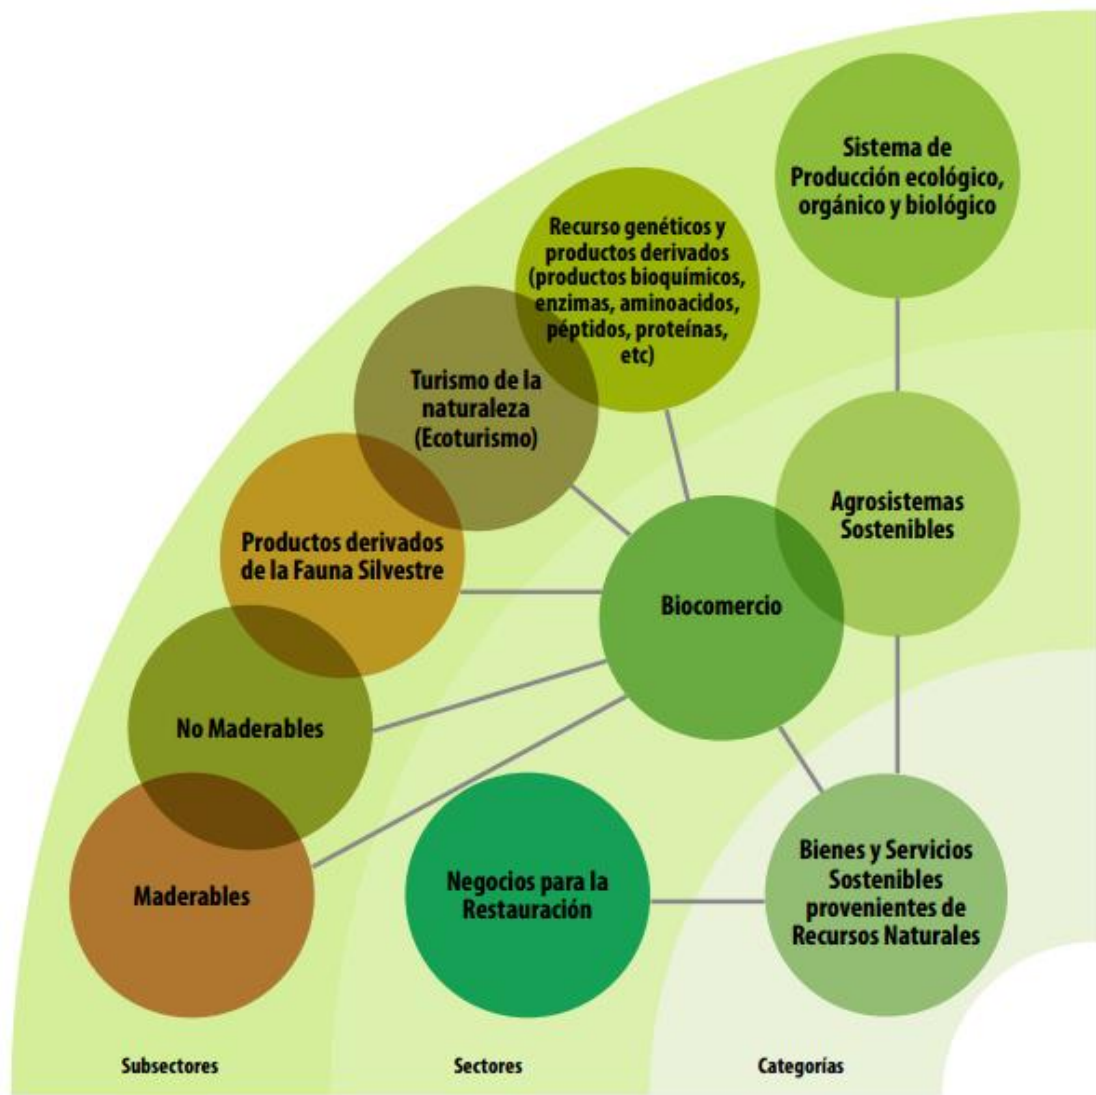 Sistema de
Producción ecológico,
orgánico y biológico
Recurso genéticos y
productos derivados
(productos bioquímicos,
enzimas, aminoacidos,
péptidos, proteínas,
etc)
Turismo de la
naturaleza
(Ecoturismo)
Agrosistemas
Sostenibles
Productos derivados
de la Fauna Silvestre
Biocomercio
No Maderables
Maderables
Negocios para la
Restauración
Bienes y Servicios
Sostenibles
provenientes de
Recursos Naturales
Subsectores
Sectores
Categorías